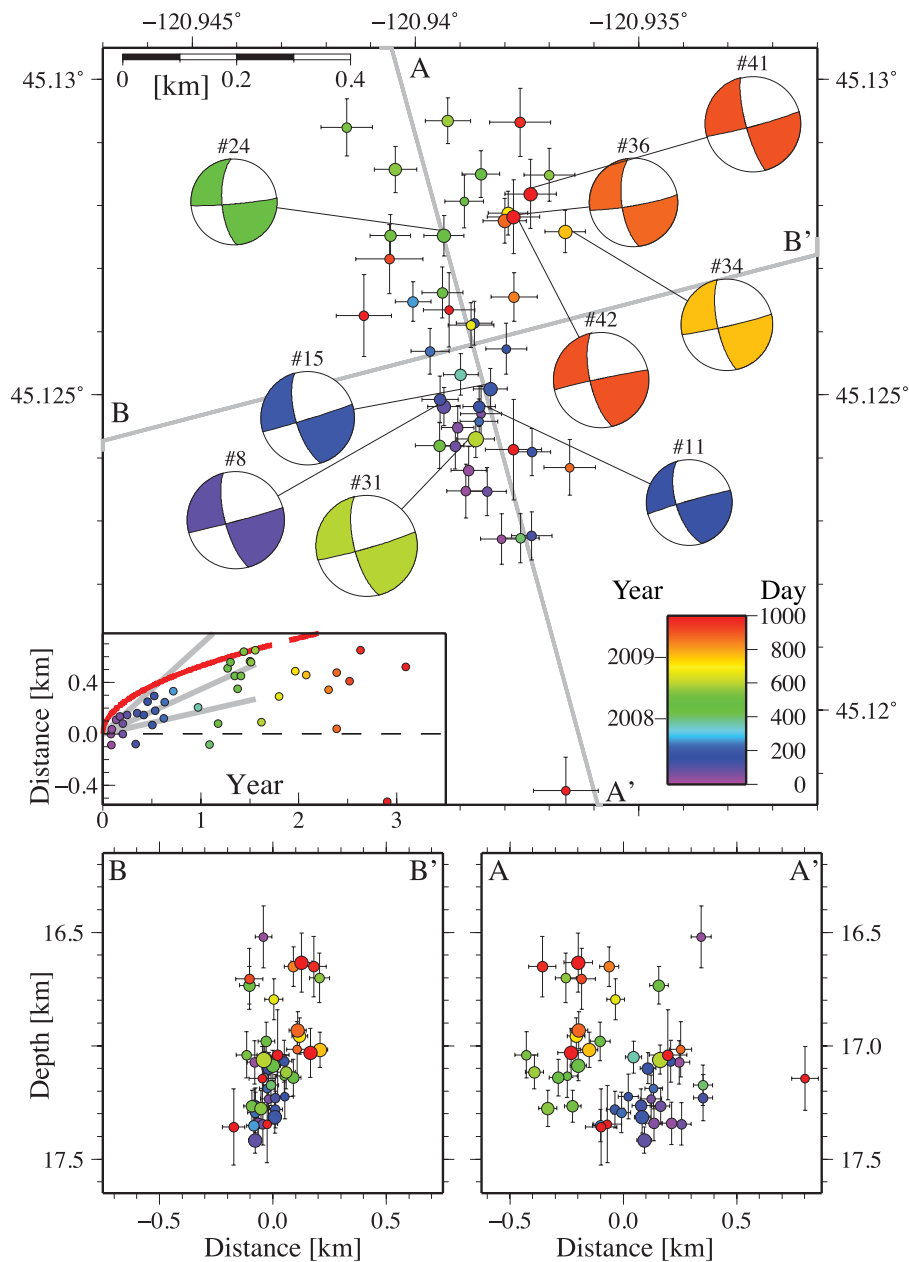 −120.945° −120.94° −120.935°
45.13° 45.13°
A
0 0.2 0.4
[km]
#41
#24
#36
B'
#34
#42
#15
45.125° 45.125°
B
#8
#31
#11
Year Day
1000
2009 800
600
2008 400
200
0
45.12°
Distance [km]
0.4
0.0
−0.4
Year
0 1 2 3
A'
B B'
A A'
Depth [km]
16.5 16.5
17.0 17.0
17.5 17.5
−0.5 0.0 0.5
−0.5 0.0 0.5
Distance [km] Distance [km]